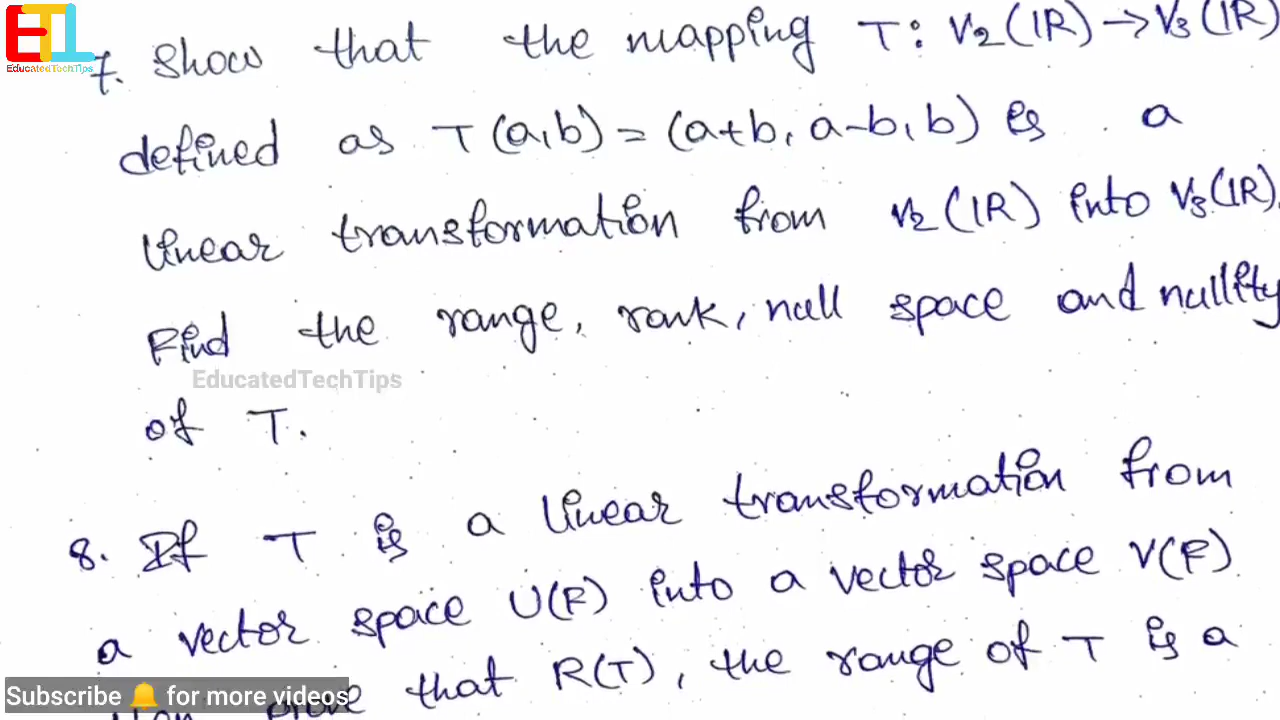 ETL
EducatedTechTips
7. Show that the mapping T: V₂(IR) → V₃(IR)
defined as T(a,b) = (a+b, a-b, b) is a
linear transformation from V₂(IR) into V₃(IR).
Find the range, rank, null space and nullity
EducatedTechTips
of T.
8. If T is a linear transformation from
a vector space U(F) into a vector space V(F)
then prove that R(T), the range of T is a
Subscribe 🔔 for more videos